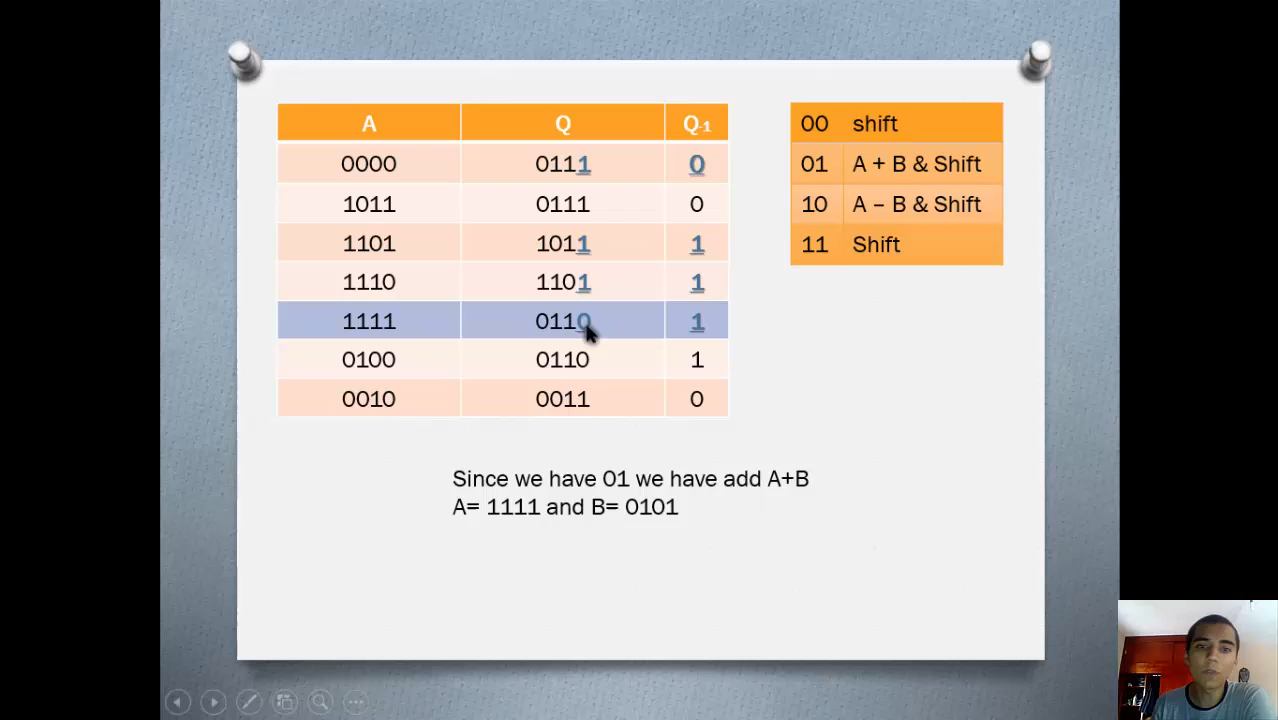 A Q Q-1
0000 0111 0
1011 0111 0
1101 1011 1
1110 1101 1
1111 0110 1
0100 0110 1
0010 0011 0
00 shift
01 A + B & Shift
10 A – B & Shift
11 Shift
Since we have 01 we have add A+B
A= 1111 and B= 0101